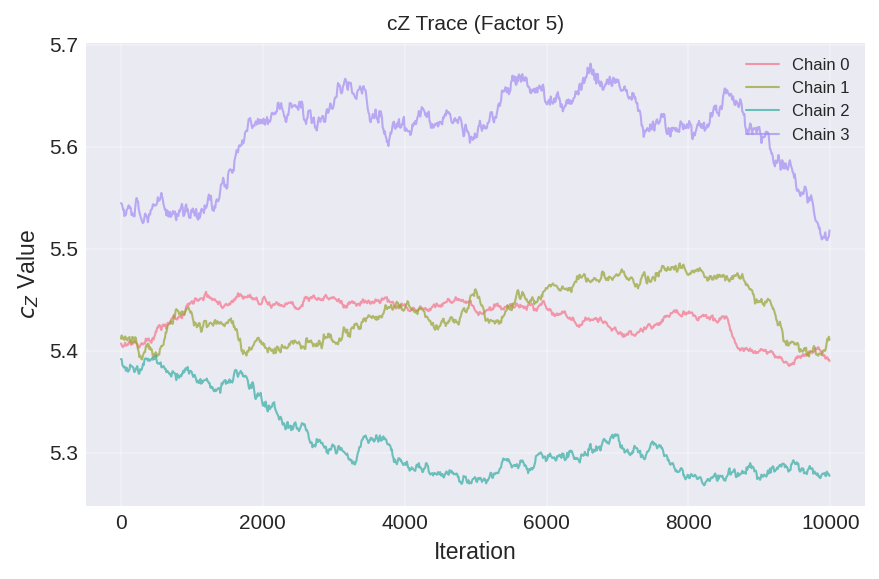 cZ Trace (Factor 5)
5.7
5.6
5.5
5.4
5.3
cZ Value
Chain 0
Chain 1
Chain 2
Chain 3
0 2000 4000 6000 8000 10000
Iteration